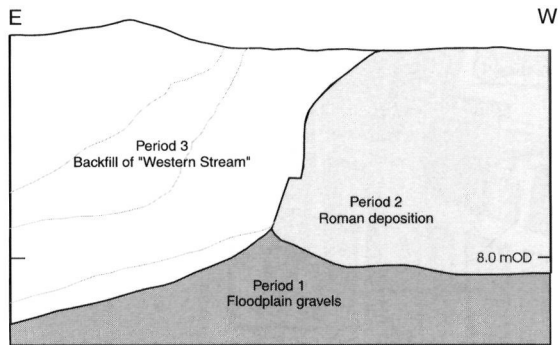 E
W
Period 3
Backfill of "Western Stream"
Period 2
Roman deposition
8.0 mOD
Period 1
Floodplain gravels